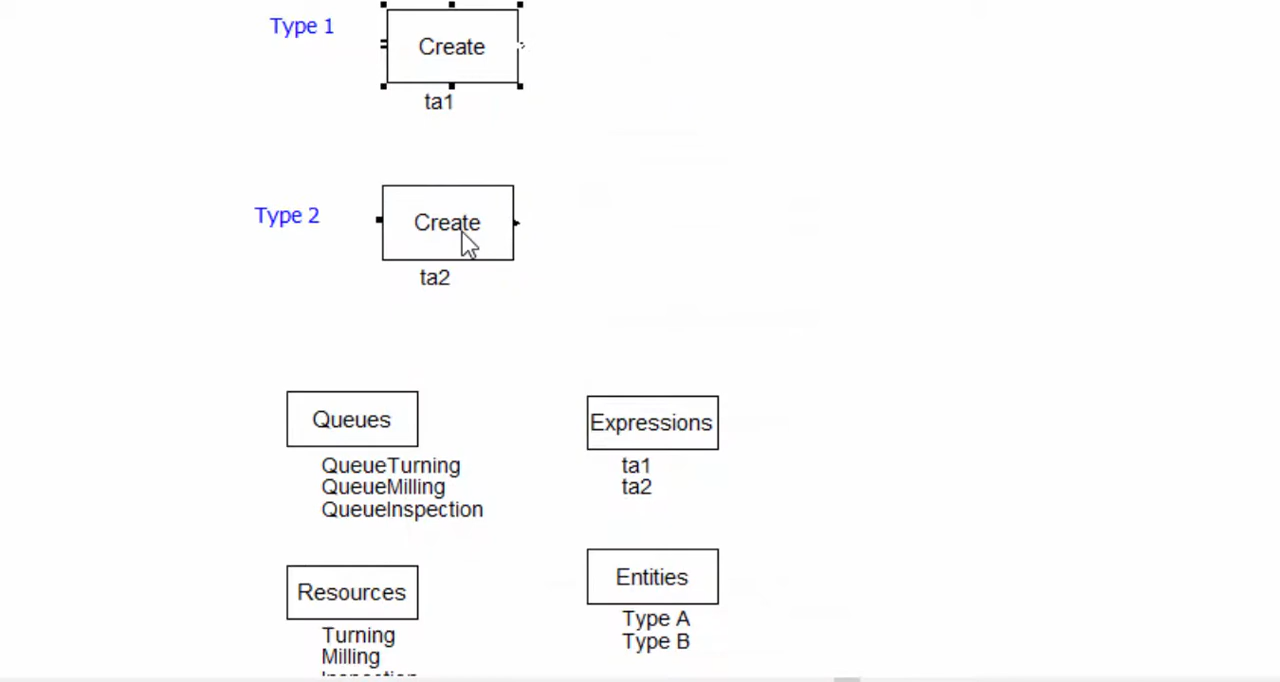 Type 1
Create
ta1
Type 2
Create
ta2
Queues
QueueTurning
QueueMilling
QueueInspection
Expressions
ta1
ta2
Resources
Turning
Milling
Inspection
Entities
Type A
Type B